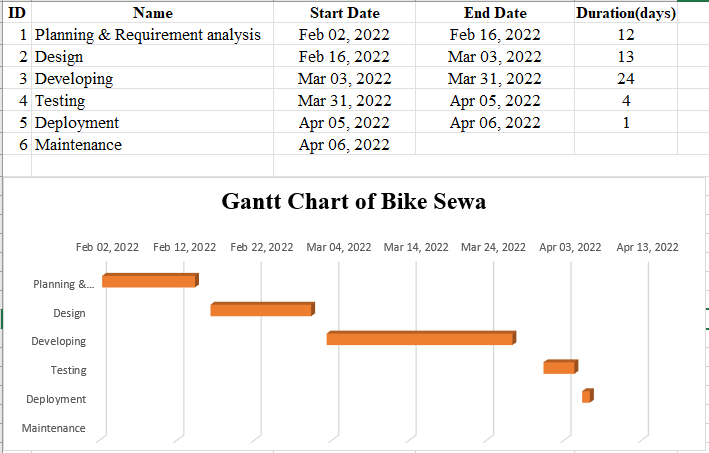 ID Name Start Date End Date Duration(days)
1 Planning & Requirement analysis Feb 02, 2022 Feb 16, 2022 12
2 Design Feb 16, 2022 Mar 03, 2022 13
3 Developing Mar 03, 2022 Mar 31, 2022 24
4 Testing Mar 31, 2022 Apr 05, 2022 4
5 Deployment Apr 05, 2022 Apr 06, 2022 1
6 Maintenance Apr 06, 2022
Gantt Chart of Bike Sewa
Feb 02, 2022 Feb 12, 2022 Feb 22, 2022 Mar 04, 2022 Mar 14, 2022 Mar 24, 2022 Apr 03, 2022 Apr 13, 2022
Planning &...
Design
Developing
Testing
Deployment
Maintenance